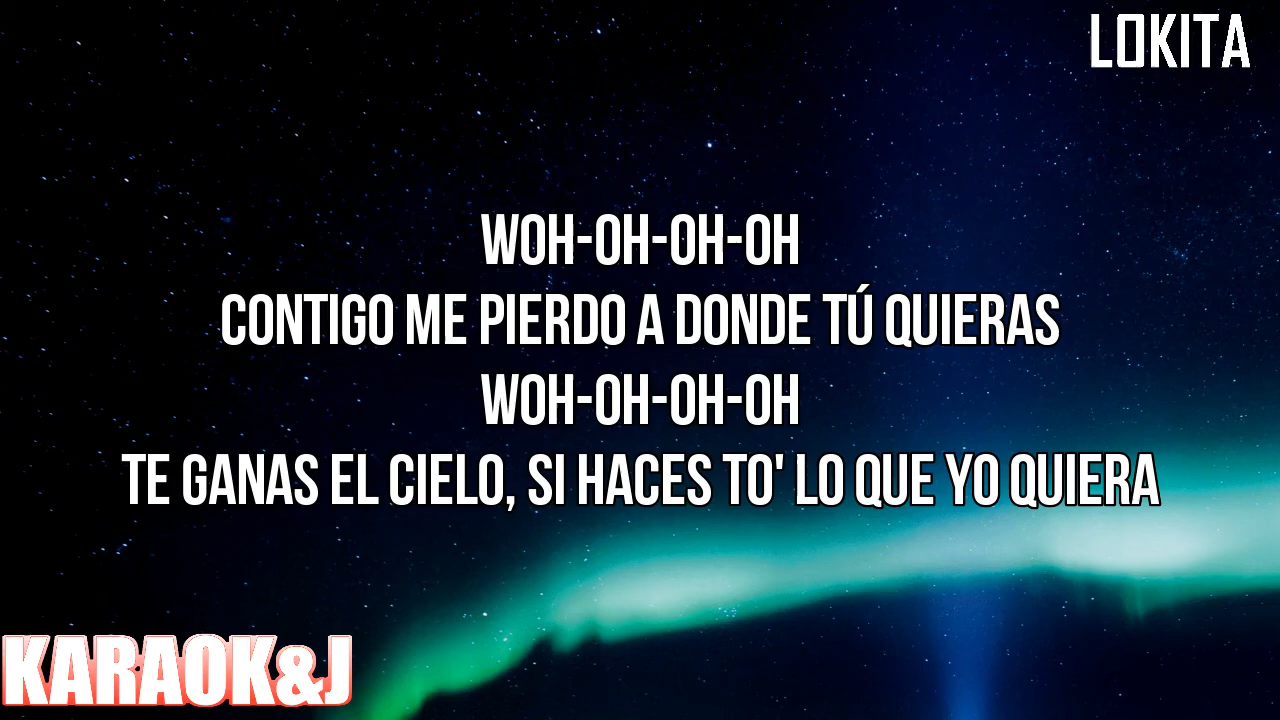 LOKITA
WOH-OH-OH-OH
CONTIGO ME PIERDO A DONDE TÚ QUIERAS
WOH-OH-OH-OH
TE GANAS EL CIELO, SI HACES TO' LO QUE YO QUIERA
KARAOK&J